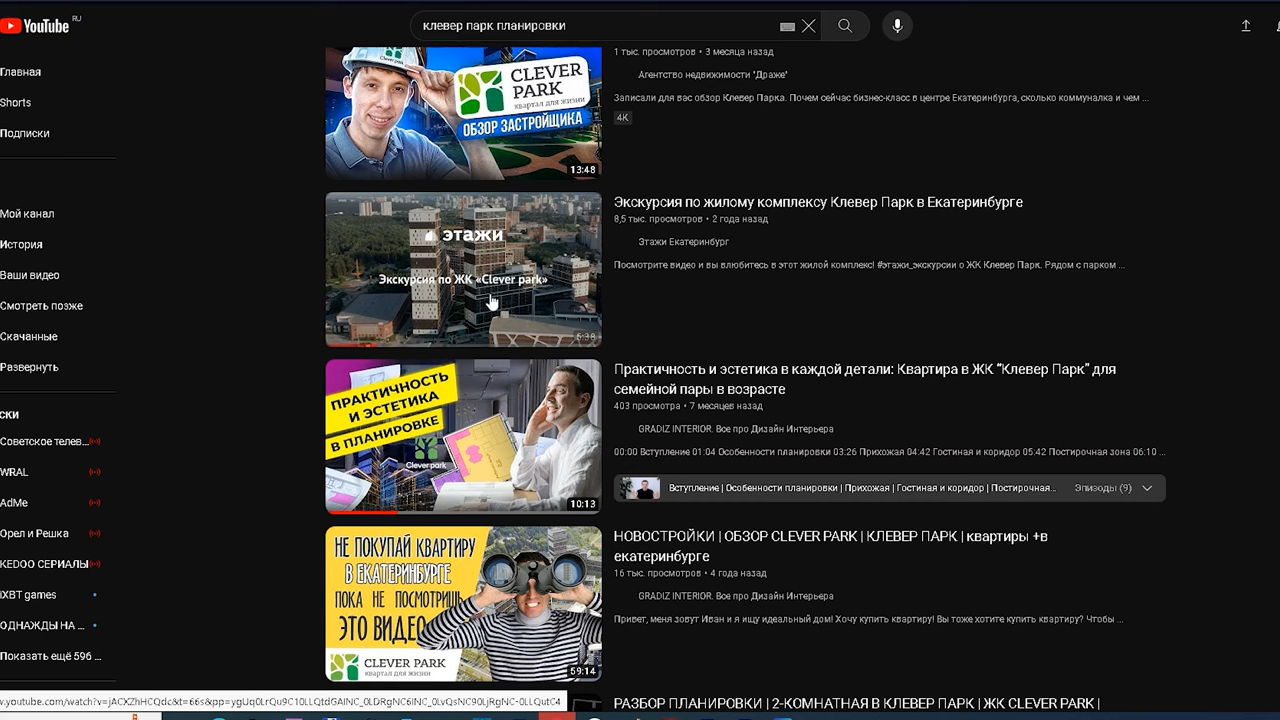 YouTube RU
клевер парк планировки
Главная
Shorts
Подписки
Мой канал
История
Ваши видео
Смотреть позже
Скачанные
Развернуть
ски
Советское телев...
WRAL
AdMe
Орел и Решка
KEDOO СЕРИАЛЫ
iXBT games
ОДНАЖДЫ НА ...
Показать ещё 596 ...
Clever park
CLEVER
PARK
квартал для жизни
ОБЗОР ЗАСТРОЙЩИКА
13:48
1 тыс. просмотров • 3 месяца назад
Агентство недвижимости "Драже"
Записали для вас обзор Клевер Парка. Почем сейчас бизнес-класс в центре Екатеринбурга, сколько коммуналка и чем ...
4K
этажи
Экскурсия по ЖК «Clever park»
Экскурсия по жилому комплексу Клевер Парк в Екатеринбурге
8,5 тыс. просмотров • 2 года назад
Этажи Екатеринбург
Посмотрите видео и вы влюбитесь в этот жилой комплекс! #этажи_экскурсии о ЖК Клевер Парк. Рядом с парком ...
ПРАКТИЧНОСТЬ
И ЭСТЕТИКА
В ПЛАНИРОВКЕ
Clever park
10:13
Практичность и эстетика в каждой детали: Квартира в ЖК “Клевер Парк” для
семейной пары в возрасте
403 просмотра • 7 месяцев назад
GRADIZ INTERIOR. Все про Дизайн Интерьера
00:00 Вступление 01:04 Особенности планировки 03:26 Прихожая 04:42 Гостиная и коридор 05:42 Постирочная зона 06:10 ...
Вступление | Особенности планировки | Прихожая | Гостиная и коридор | Постирочная... Эпизоды (9)
НЕ ПОКУПАЙ КВАРТИРУ
В ЕКАТЕРИНБУРГЕ
ПОКА НЕ ПОСМОТРИШЬ
ЭТО ВИДЕО
CLEVER PARK
квартал для жизни
59:14
НОВОСТРОЙКИ | ОБЗОР CLEVER PARK | КЛЕВЕР ПАРК | квартиры +в
екатеринбурге
16 тыс. просмотров • 4 года назад
GRADIZ INTERIOR. Все про Дизайн Интерьера
Привет, меня зовут Иван и я ищу идеальный дом! Хочу купить квартиру! Вы тоже хотите купить квартиру? Чтобы ...
РАЗБОР ПЛАНИРОВКИ | 2-КОМНАТНАЯ В КЛЕВЕР ПАРК | ЖК CLEVER PARK |